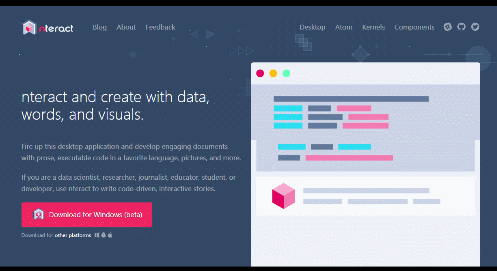 nteract
Blog About Feedback
Desktop Atom Kernels Components
nteract and create with data,
words, and visuals.
Fire up this desktop application and develop engaging documents
with prose, executable code in a favorite language, pictures, and more.
If you are a data scientist, researcher, journalist, educator, student, or
developer, use nteract to write code-driven, interactive stories.
Download for Windows (beta)
Download for other platforms